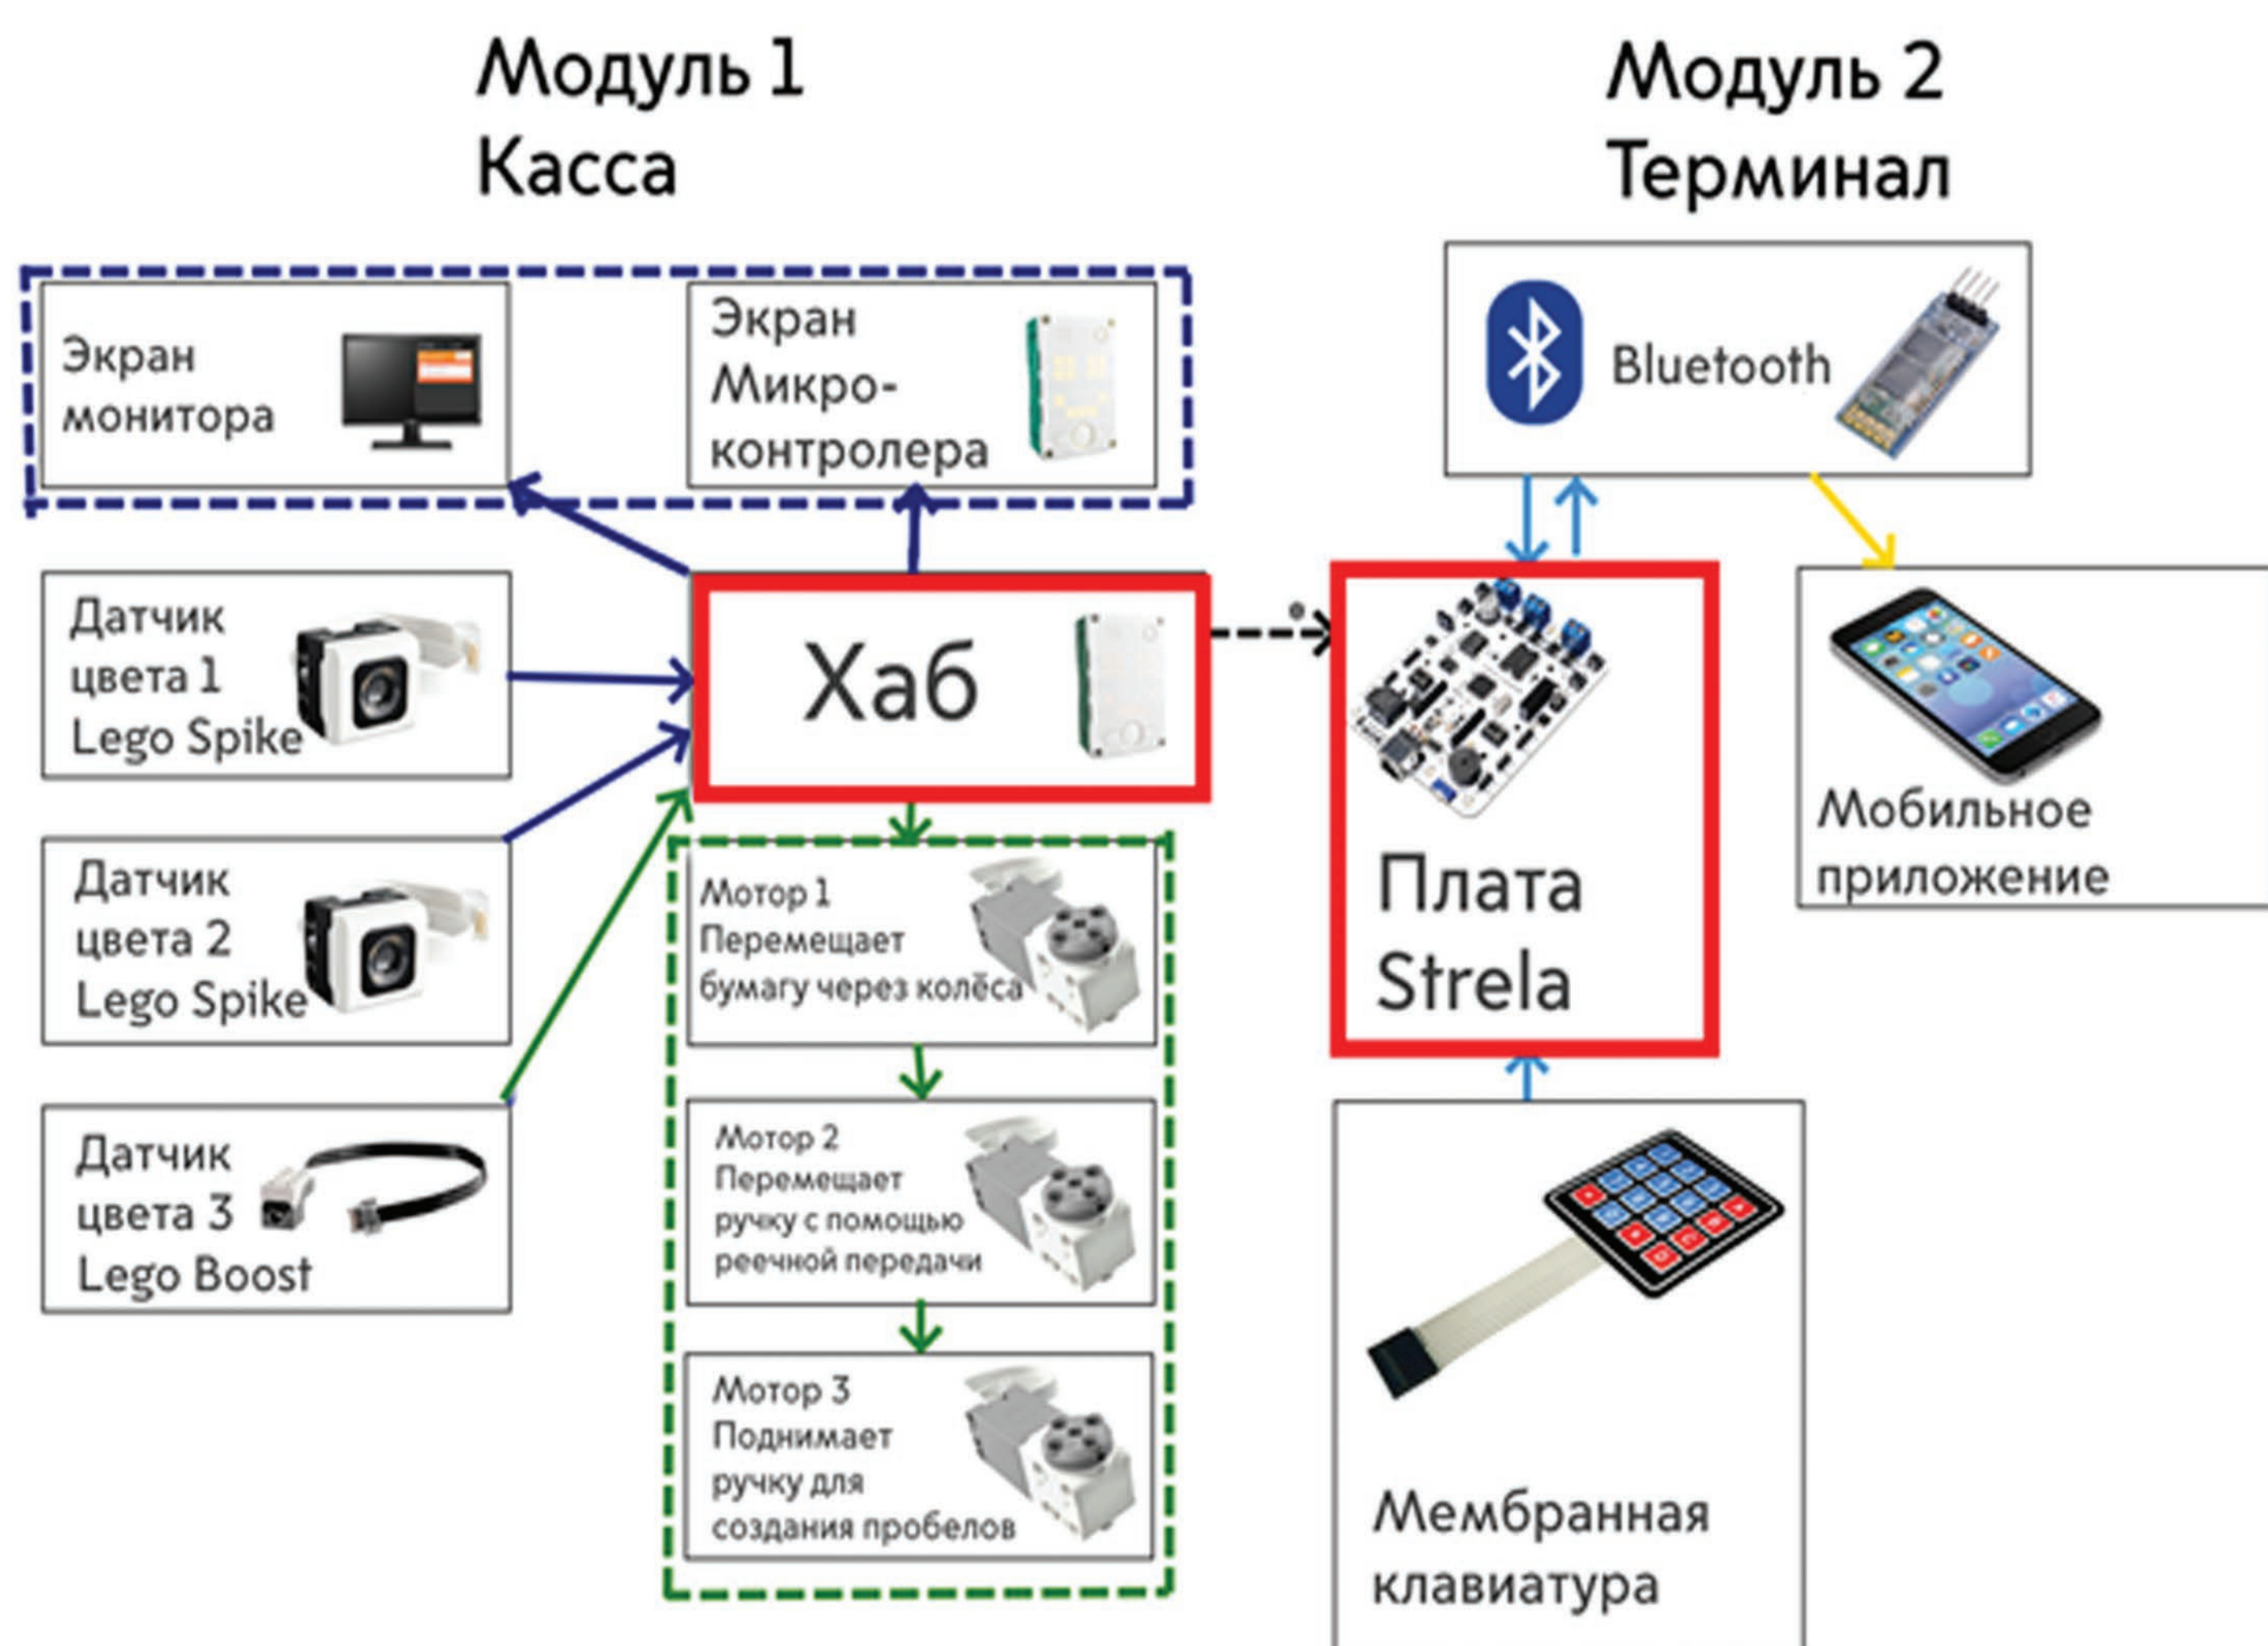 Модуль 1
Касса
Модуль 2
Терминал
Экран
монитора
Экран
Микро-
контролера
Bluetooth
Датчик
цвета 1
Lego Spike
Хаб
Датчик
цвета 2
Lego Spike
Датчик
цвета 3
Lego Boost
Мотор 1
Перемещает
бумагу через колёса
Мотор 2
Перемещает
ручку с помощью
реечной передачи
Мотор 3
Поднимает
ручку для
создания пробелов
Плата
Strela
Мобильное
приложение
Мембранная
клавиатура